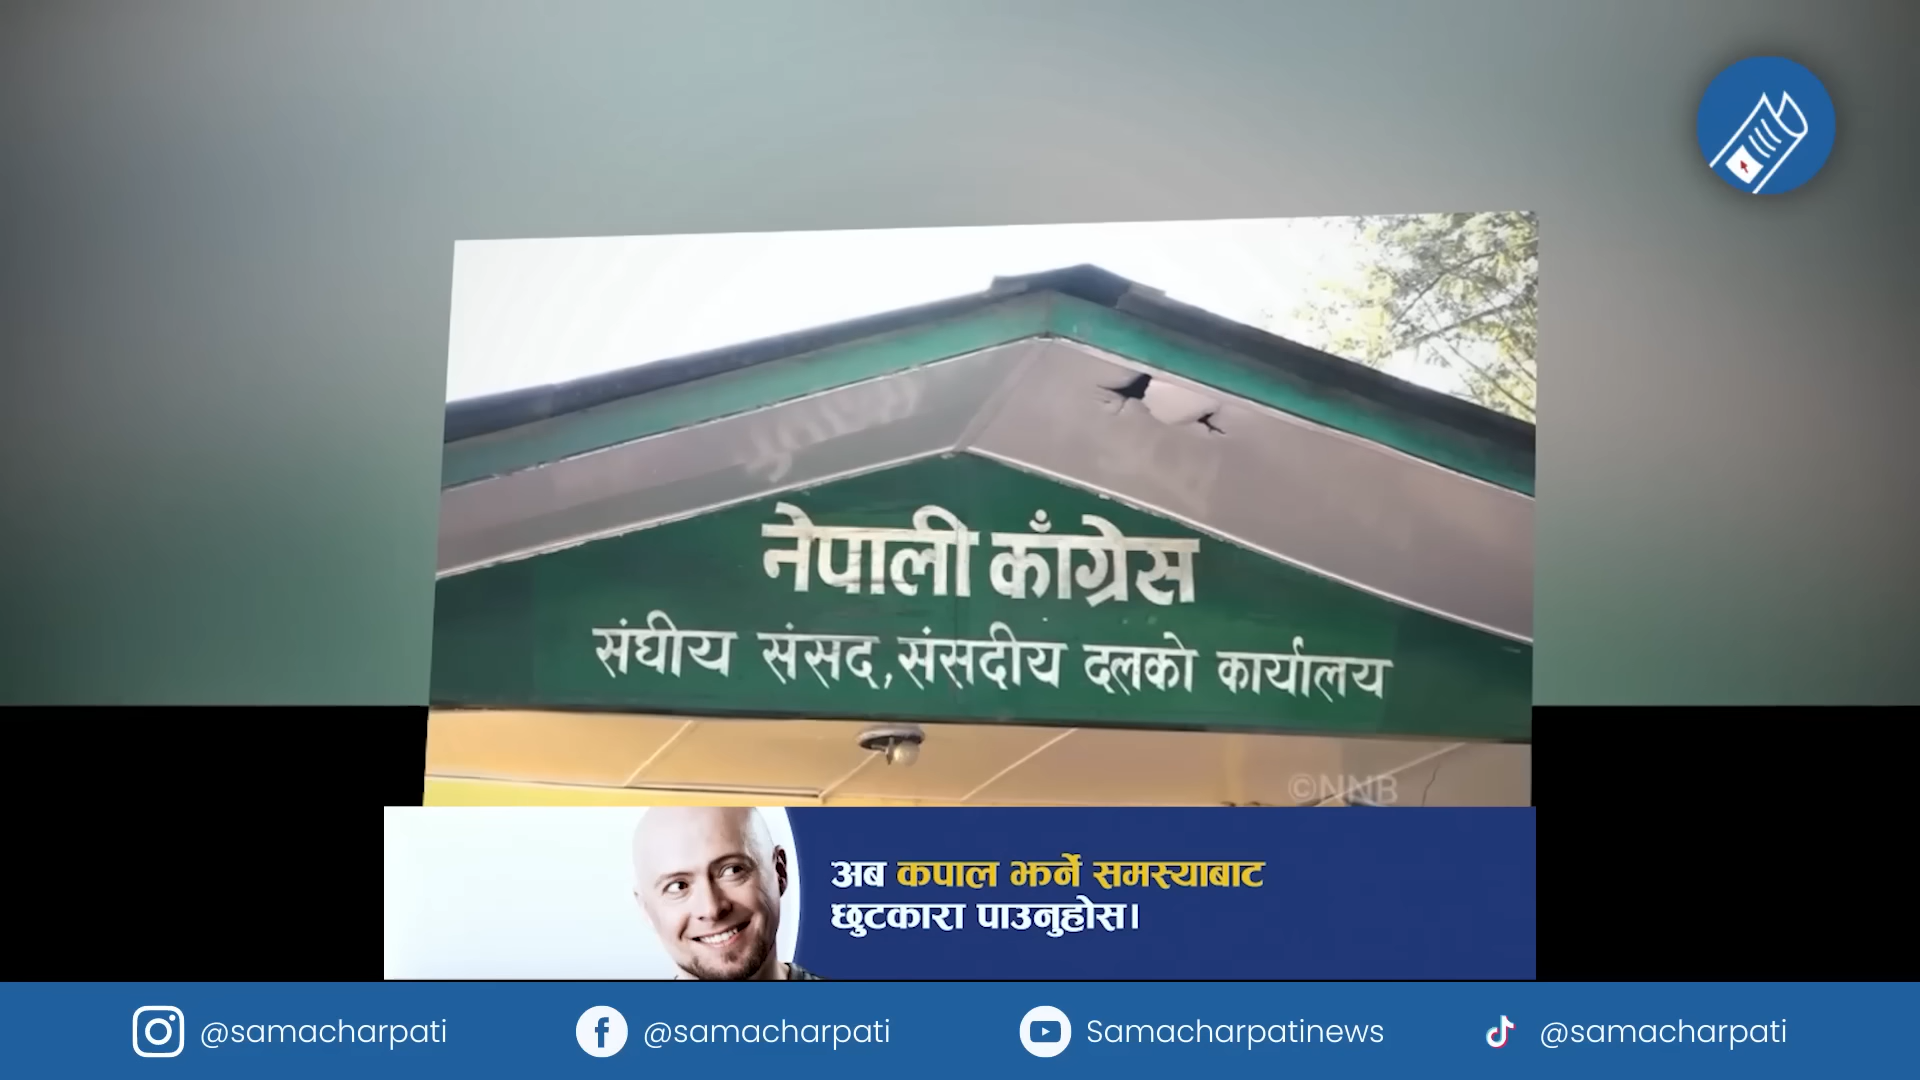 नेपाली काँग्रेस
संघीय संसद,संसदीय दलको कार्यालय
©NNB
अब कपाल झर्ने समस्याबाट
छुटकारा पाउनुहोस।
@samacharpati
@samacharpati
Samacharpatinews
@samacharpati